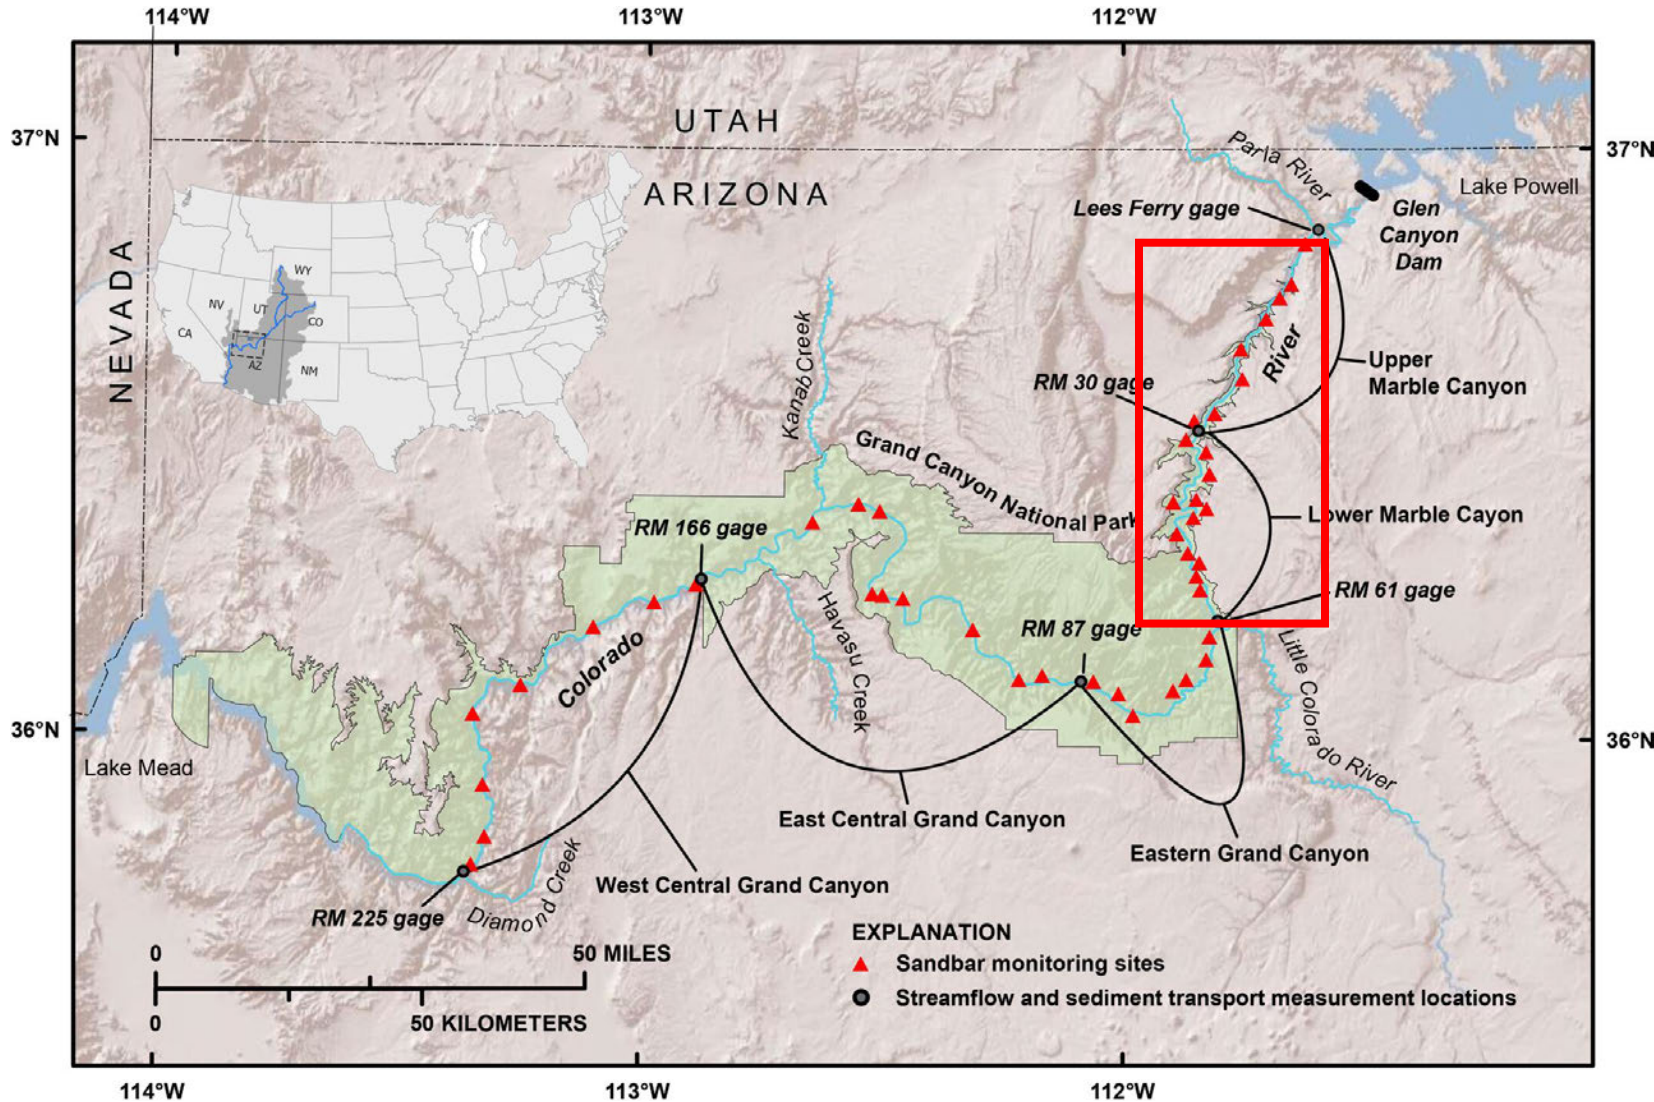 114°W
113°W
112°W
37°N
37°N
UTAH
ARIZONA
NEVADA
Paria River
Lake Powell
Lees Ferry gage
Glen
Canyon
Dam
WY
NV
UT
CO
CA
AZ
NM
Kanab Creek
River
RM 30 gage
Upper
Marble Canyon
Grand Canyon National Park
RM 166 gage
Lower Marble Cayon
RM 61 gage
Havasu Creek
RM 87 gage
Colorado
Little Colorado River
36°N
36°N
Lake Mead
East Central Grand Canyon
Eastern Grand Canyon
West Central Grand Canyon
RM 225 gage
Diamond Creek
EXPLANATION
Sandbar monitoring sites
Streamflow and sediment transport measurement locations
0
50 MILES
0
50 KILOMETERS
114°W
113°W
112°W